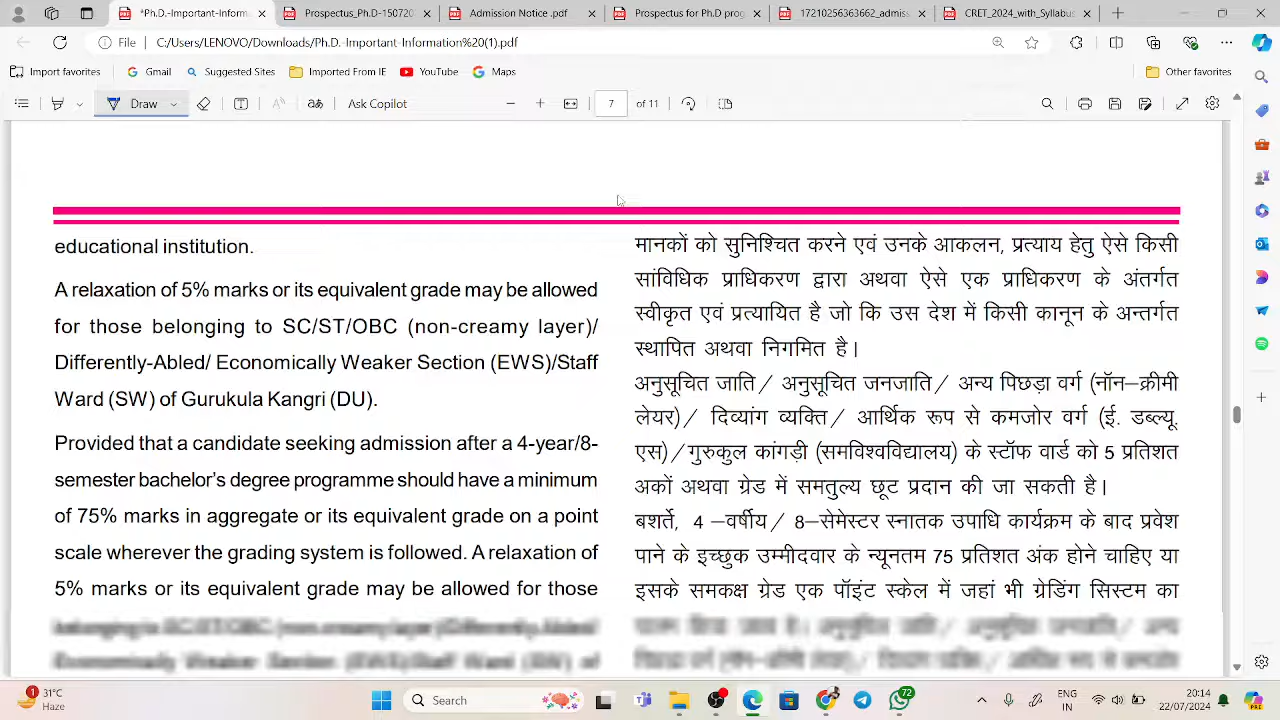 *Ph.D.-Important-Informat
Prospectus_Ph.D-150720
Admission Notice .pdf
Prospectus for Ph.D prog
17320256363662_admiss
CRET_2024_with_Syllabus
File
C:/Users/LENOVO/Downloads/Ph.D.-Important-Information%20(1).pdf
Import favorites
Gmail
Suggested Sites
Imported From IE
YouTube
Maps
Other favorites
Draw
Ask Copilot
7
of 11
educational institution.
A relaxation of 5% marks or its equivalent grade may be allowed
for those belonging to SC/ST/OBC (non-creamy layer)/
Differently-Abled/ Economically Weaker Section (EWS)/Staff
Ward (SW) of Gurukula Kangri (DU).
Provided that a candidate seeking admission after a 4-year/8-
semester bachelor's degree programme should have a minimum
of 75% marks in aggregate or its equivalent grade on a point
scale wherever the grading system is followed. A relaxation of
5% marks or its equivalent grade may be allowed for those
मानकों को सुनिश्चित करने एवं उनके आकलन, प्रत्याय हेतु ऐसे किसी
सांविधिक प्राधिकरण द्वारा अथवा ऐसे एक प्राधिकरण के अंतर्गत
स्वीकृत एवं प्रत्यायित है जो कि उस देश में किसी कानून के अन्तर्गत
स्थापित अथवा निगमित है।
अनुसूचित जाति/ अनुसूचित जनजाति/ अन्य पिछड़ा वर्ग (नॉन–क्रीमी
लेयर)/ दिव्यांग व्यक्ति/ आर्थिक रूप से कमजोर वर्ग (ई. डब्ल्यू.
एस)/गुरुकुल कांगड़ी (समविश्वविद्यालय) के स्टॉफ वार्ड को 5 प्रतिशत
अकों अथवा ग्रेड में समतुल्य छूट प्रदान की जा सकती है।
बशर्ते, 4 –वर्षीय/ 8–सेमेस्टर स्नातक उपाधि कार्यक्रम के बाद प्रवेश
पाने के इच्छुक उम्मीदवार के न्यूनतम 75 प्रतिशत अंक होने चाहिए या
इसके समकक्ष ग्रेड एक पॉइंट स्केल में जहां भी ग्रेडिंग सिस्टम का
1
31°C
Haze
Search
72
ENG
IN
20:14
22/07/2024